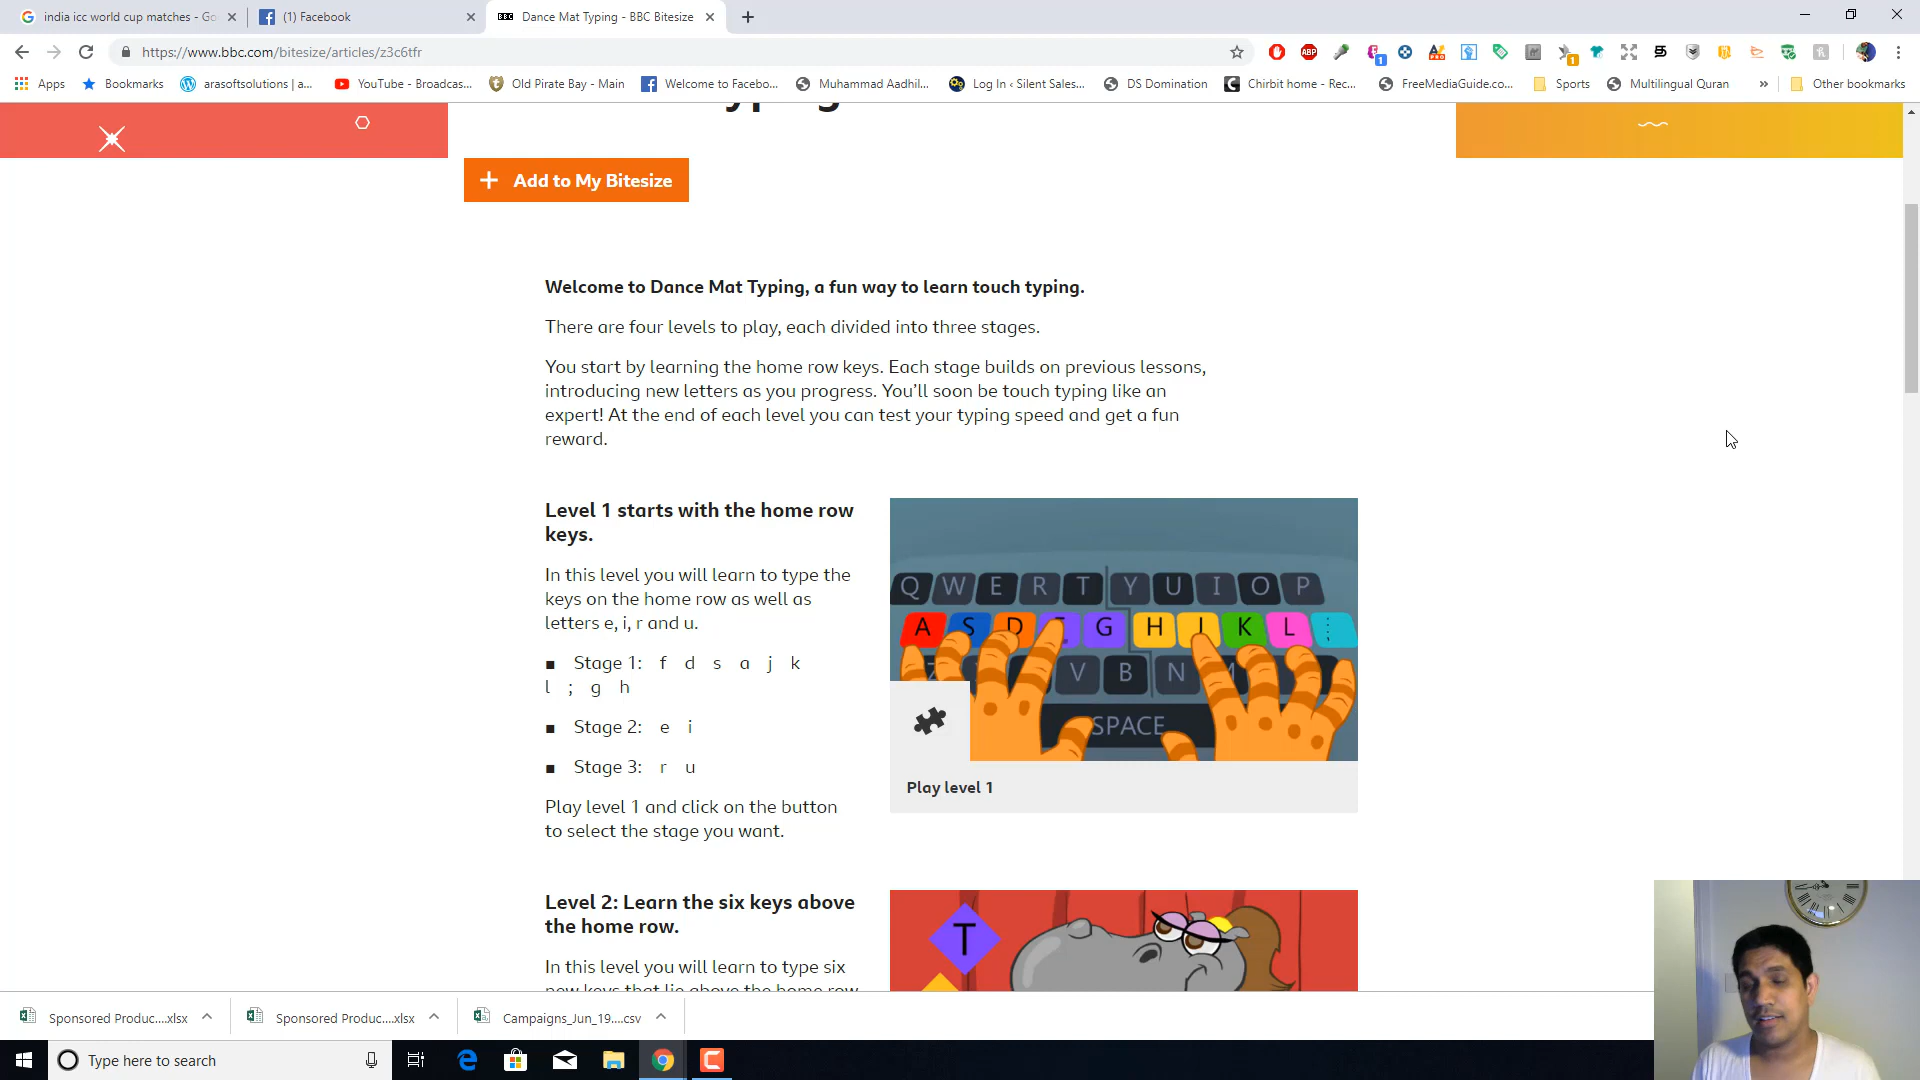 india icc world cup matches - Go
(1) Facebook
BBC
Dance Mat Typing - BBC Bitesize
https://www.bbc.com/bitesize/articles/z3c6tfr
Apps
Bookmarks
arasoftsolutions | a...
YouTube - Broadcas...
Old Pirate Bay - Main
Welcome to Facebo...
Muhammad Aadhil...
Log In ‹ Silent Sales...
DS Domination
Chirbit home - Rec...
FreeMediaGuide.co...
Sports
Multilingual Quran
»
Other bookmarks
+ Add to My Bitesize
Welcome to Dance Mat Typing, a fun way to learn touch typing.
There are four levels to play, each divided into three stages.
You start by learning the home row keys. Each stage builds on previous lessons,
introducing new letters as you progress. You'll soon be touch typing like an
expert! At the end of each level you can test your typing speed and get a fun
reward.
Level 1 starts with the home row
keys.
In this level you will learn to type the
keys on the home row as well as
letters e, i, r and u.
■ Stage 1: f d s a j k
l ; g h
■ Stage 2: e i
■ Stage 3: r u
Play level 1 and click on the button
to select the stage you want.
Q W E R T Y U I O P
A S D G H J K L ;
V B N
SPACE
Play level 1
Level 2: Learn the six keys above
the home row.
In this level you will learn to type six
new keys that lie above the home row
T
Sponsored Produc....xlsx
Sponsored Produc....xlsx
Campaigns_Jun_19....csv
Type here to search